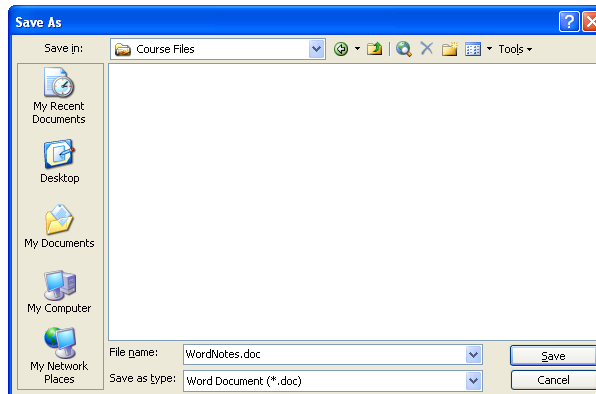 Save As
Save in: Course Files Tools
My Recent
Documents
Desktop
My Documents
My Computer
My Network
Places
File name: WordNotes.doc Save
Save as type: Word Document (*.doc) Cancel